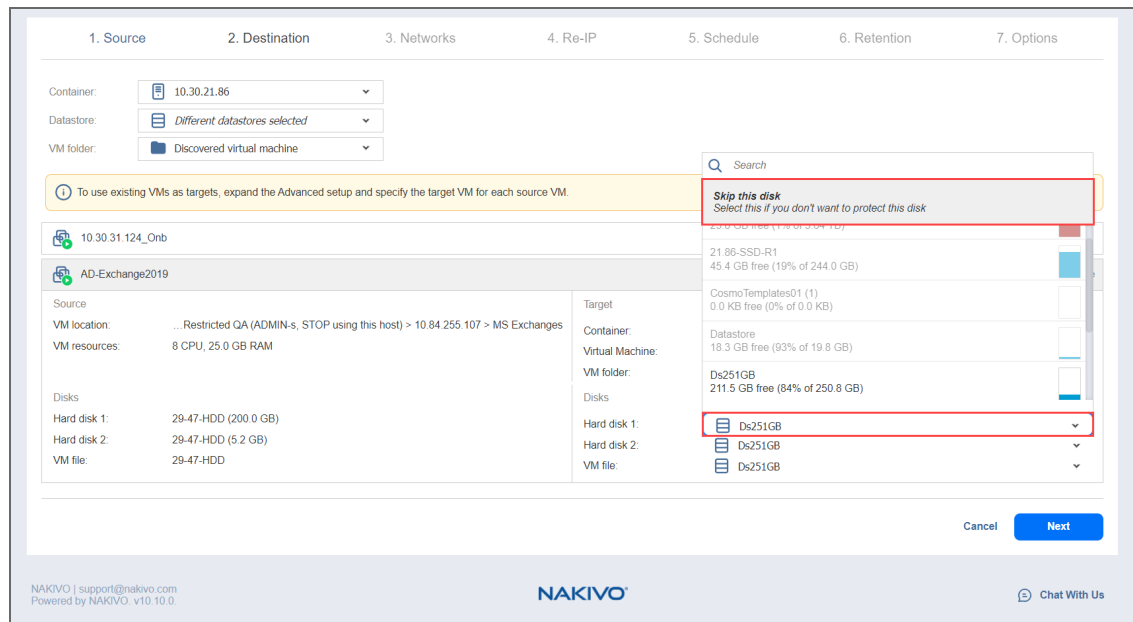 1. Source 2. Destination 3. Networks 4. Re-IP 5. Schedule 6. Retention 7. Options
Container: 10.30.21.86
Datastore: Different datastores selected
VM folder: Discovered virtual machine
To use existing VMs as targets, expand the Advanced setup and specify the target VM for each source VM.
10.30.31.124_Onb
AD-Exchange2019
Source
VM location: …Restricted QA (ADMIN-s, STOP using this host) > 10.84.255.107 > MS Exchanges
VM resources: 8 CPU, 25.0 GB RAM
Disks
Hard disk 1: 29-47-HDD (200.0 GB)
Hard disk 2: 29-47-HDD (5.2 GB)
VM file: 29-47-HDD
Target
Container:
Virtual Machine:
VM folder:
Disks
Hard disk 1: Ds251GB
Hard disk 2: Ds251GB
VM file: Ds251GB
Search
Skip this disk
Select this if you don't want to protect this disk
GB free (1% of
21.86-SSD-R1
45.4 GB free (19% of 244.0 GB)
CosmoTemplates01 (1)
0.0 KB free (0% of 0.0 KB)
Datastore
18.3 GB free (93% of 19.8 GB)
Ds251GB
211.5 GB free (84% of 250.8 GB)
Cancel Next
NAKIVO | support@nakivo.com
Powered by NAKIVO. v10.10.0.
NAKIVO®
Chat With Us